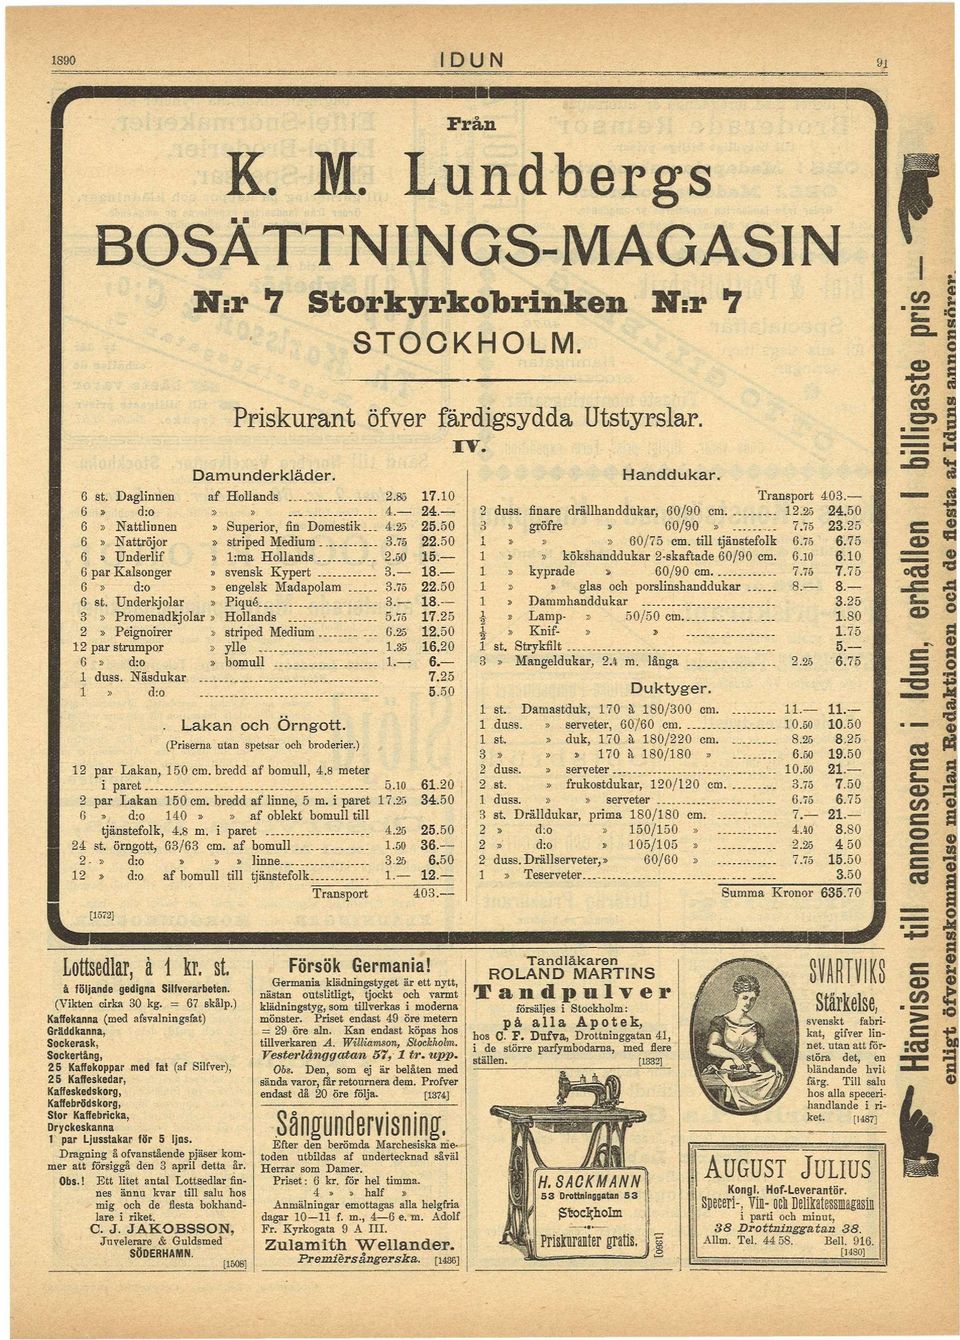 1890
IDUN
91
Från
K. M. Lundbergs
BOSÄTTNINGS-MAGASIN
N:r 7 Storkyrkobrinken N:r 7
STOCKHOLM.
Priskurant öfver färdigsydda Utstyrslar.
IV.
Damunderkläder.
6 st. Daglinnen af Hollands 2.85 17.10
6 » d:o » » 4.— 24.—
6 » Nattlinnen » Superior, fin Domestik 4.25 25.50
6 » Nattröjor » striped Medium 3.75 22.50
6 » Underlif » 1:ma Hollands 2.50 15.—
6 par Kalsonger » svensk Kypert 3.— 18.—
6 » d:o » engelsk Madapolam 3.75 22.50
6 st. Underkjolar » Piqué 3.— 18.—
3 » Promenadkjolar » Hollands 5.75 17.25
2 » Peignoirer » striped Medium 6.25 12.50
12 par strumpor » ylle 1.35 16.20
6 » d:o » bomull 1.— 6.—
1 duss. Näsdukar 7.25
1 » d:o 5.50
Lakan och Örngott.
(Priserna utan spetsar och broderier.)
12 par Lakan, 150 cm. bredd af bomull, 4.8 meter
i paret 5.10 61.20
2 par Lakan 150 cm. bredd af linne, 5 m. i paret 17.25 34.50
6 » d:o 140 » » af oblekt bomull till
tjänstefolk, 4.8 m. i paret 4.25 25.50
24 st. örngott, 63/63 cm. af bomull 1.50 36.—
2 » d:o » » » linne 3.25 6.50
12 » d:o af bomull till tjänstefolk 1.— 12.—
Transport 403.—
[1572]
Handdukar.
Transport 403.—
2 duss. finare drällhanddukar, 60/90 cm. 12.25 24.50
3 » gröfre » 60/90 » 7.75 23.25
1 » » » 60/75 cm. till tjänstefolk 6.75 6.75
1 » » kökshanddukar 2-skaftade 60/90 cm. 6.10 6.10
1 » kyprade » 60/90 cm. 7.75 7.75
1 » » glas och porslinshanddukar 8.— 8.—
1 » Dammhanddukar 3.25
½ » Lamp- » 50/50 cm. 1.80
½ » Knif- » » 1.75
1 st. Strykfilt 5.—
3 » Mangeldukar, 2.4 m. långa 2.25 6.75
Duktyger.
1 st. Damastduk, 170 à 180/300 cm. 11.— 11.—
1 duss. » serveter, 60/60 cm. 10.50 10.50
1 st. » duk, 170 à 180/220 cm. 8.25 8.25
3 » » » 170 à 180/180 » 6.50 19.50
2 duss. » serveter 10.50 21.—
2 st. » frukostdukar, 120/120 cm. 3.75 7.50
1 duss. » » serveter 6.75 6.75
3 st. Drälldukar, prima 180/180 cm. 7.— 21.—
2 » d:o » 150/150 » 4.40 8.80
2 » d:o » 105/105 » 2.25 4 50
2 duss. Drällserveter, » 60/60 » 7.75 15.50
1 » Teserveter 3.50
Summa Kronor 635.70
Hänvisen till annonserna i Idun, erhållen I billigaste pris —
enligt öfverenskommelse mellan Redaktionen och de flesta af Iduns annonsörer.
Lottsedlar, à 1 kr. st.
å följande gedigna Silfverarbeten.
(Vikten cirka 30 kg. = 67 skålp.)
Kaffekanna (med afsvalningsfat)
Gräddkanna,
Sockerask,
Sockertång,
25 Kaffekoppar med fat (af Silfver),
25 Kaffeskedar,
Kaffeskedskorg,
Kaffebrödskorg,
Stor Kaffebricka,
Dryckeskanna
1 par Ljusstakar för 5 ljus.
Dragning å ofvanstående pjäser kommer
att försiggå den 3 april detta år.
Obs.! Ett litet antal Lottsedlar finnes
ännu kvar till salu hos
mig och de flesta bokhandlare
i riket.
C. J. JAKOBSSON,
Juvelerare & Guldsmed
SÖDERHAMN.
[1508]
Försök Germania!
Germania klädningstyget är ett nytt,
nästan outslitligt, tjockt och varmt
klädningstyg, som tillverkas i moderna
mönster. Priset endast 49 öre metern
= 29 öre aln. Kan endast köpas hos
tillverkaren A. Williamson, Stockholm.
Vesterlånggatan 57, 1 tr. upp.
Obs. Den, som ej är belåten med
sända varor, får returnera dem. Profver
endast då 20 öre följa. [1374]
Sångundervisning.
Efter den berömda Marchesiska metoden
utbildas af undertecknad såväl
Herrar som Damer.
Priset: 6 kr. för hel timma.
4 » » half »
Anmälningar emottagas alla helgfria
dagar 10—11 f. m., 4—6 e. m. Adolf
Fr. Kyrkogata 9 A III.
Zulamith Wellander.
Premièrsångerska. [1436]
Tandläkaren
ROLAND MARTINS
Tandpulver
försäljes i Stockholm:
på alla Apotek,
hos C. F. Dufva, Drottninggatan 41,
i de större parfymbodarna, med flere
ställen. [1332]
H. SACKMANN
53 Drottninggatan 53
Stockholm
Priskuranter gratis.
[1390]
SVARTVIKS
Stärkelse,
svenskt fabrikat,
gifver linnet.
utan att förstöra
det, en
bländande hvit
färg. Till salu
hos alla specerihandlande
i riket.
[1487]
AUGUST JULIUS
Kongl. Hof-Leverantör.
Speceri-, Vin- och Delikatessmagasin
i parti och minut,
38 Drottninggatan 38.
Allm. Tel. 44 58. Bell. 916.
[1480]